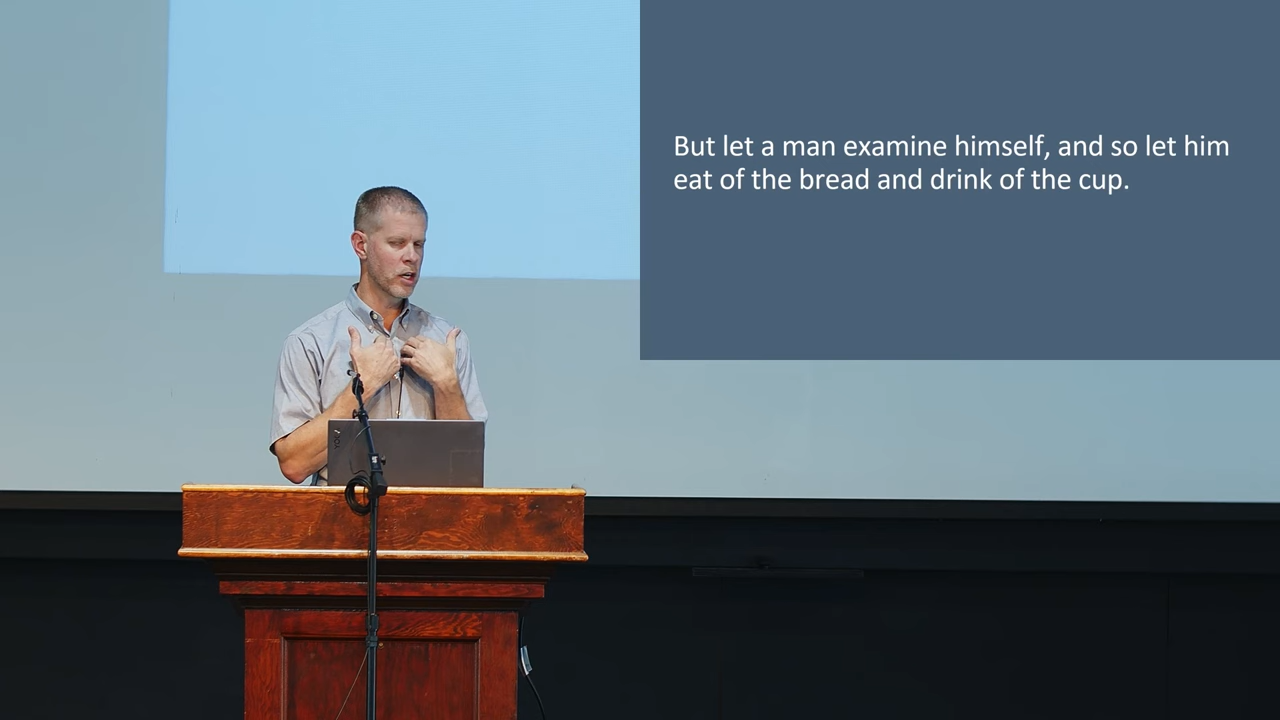 But let a man examine himself, and so let him
eat of the bread and drink of the cup.